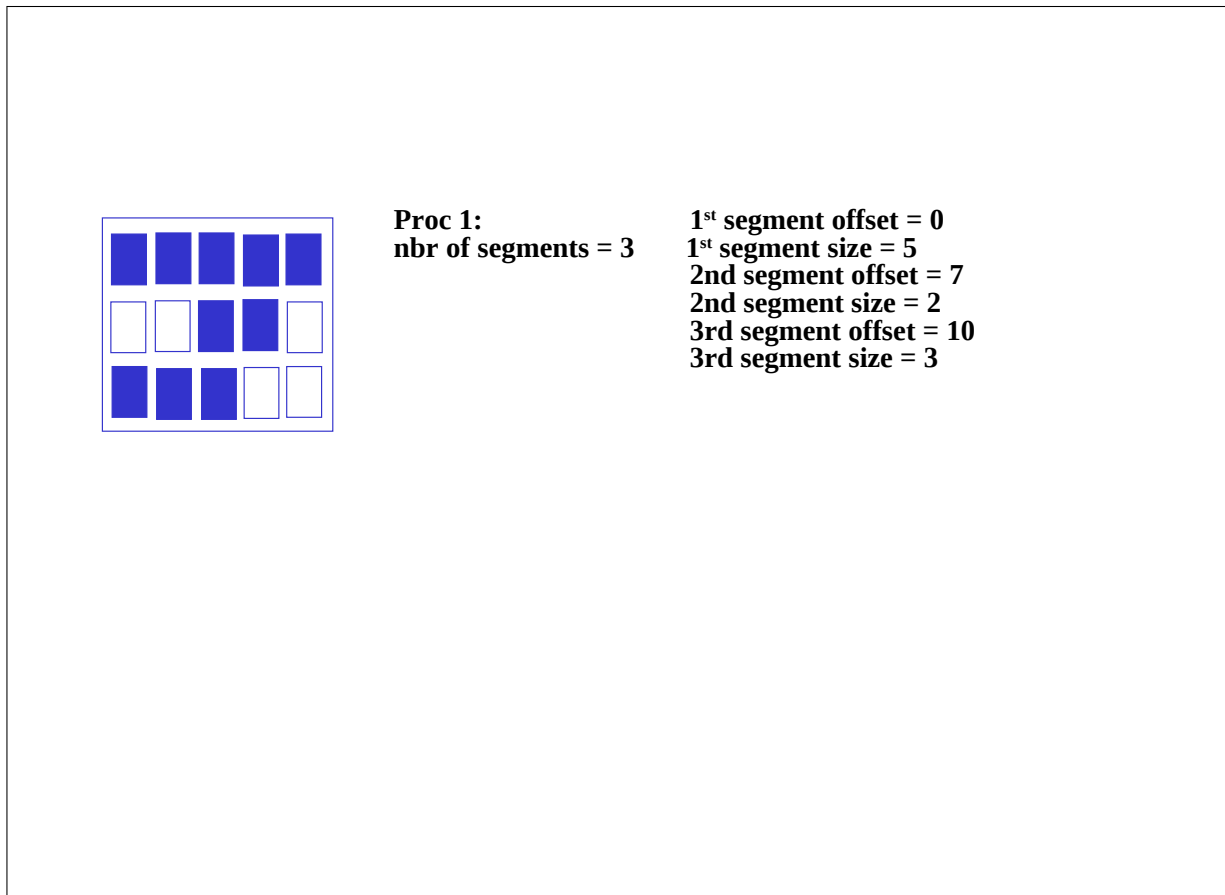 Proc 1:
nbr of segments = 3
1st segment offset = 0
1st segment size = 5
2nd segment offset = 7
2nd segment size = 2
3rd segment offset = 10
3rd segment size = 3